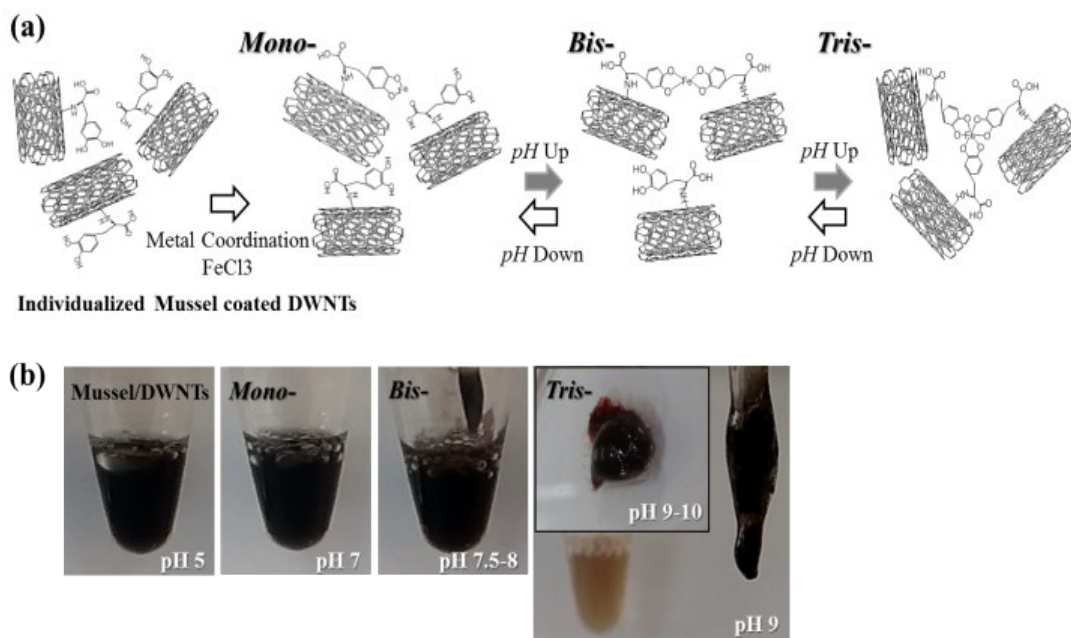 (a)
Mono-
Bis-
Tris-
pH Up
pH Up
Metal Coordination
FeCl3
pH Down
pH Down
Individualized Mussel coated DWNTs
(b)
Mussel/DWNTs
Mono-
Bis-
Tris-
pH 5
pH 7
pH 7.5-8
pH 9-10
pH 9